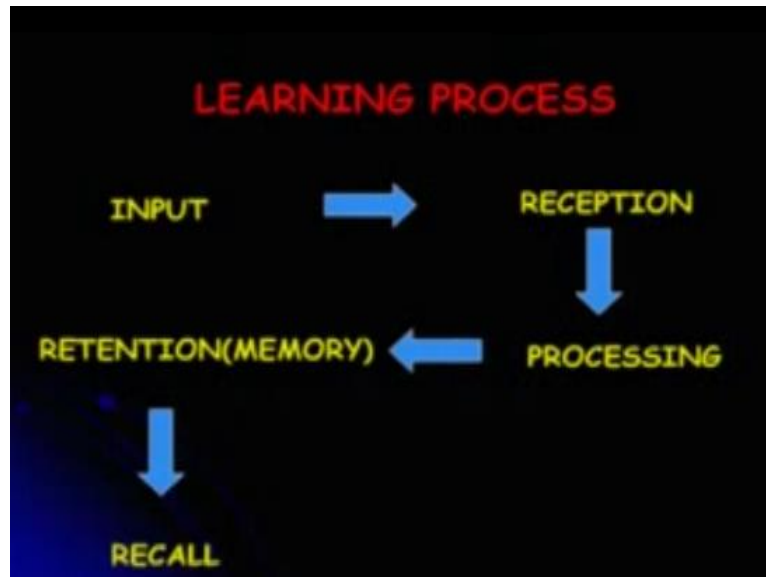 LEARNING PROCESS
INPUT
RECEPTION
PROCESSING
RETENTION(MEMORY)
RECALL